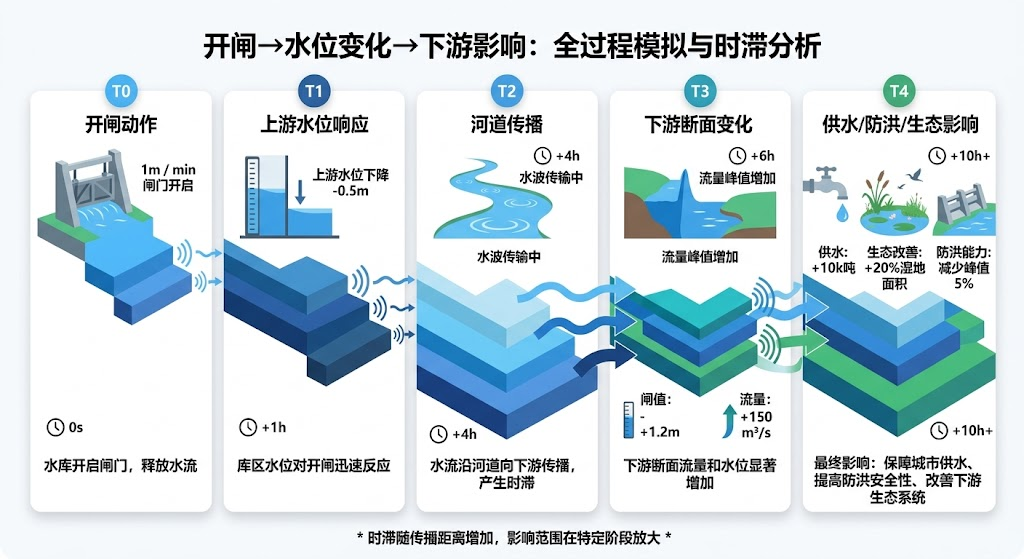 开闸→水位变化→下游影响：全过程模拟与时滞分析
T0
开闸动作
1m / min
闸门开启
0s
水库开启闸门，释放水流
T1
上游水位响应
上游水位下降
-0.5m
+1h
库区水位对开闸迅速反应
T2
河道传播
+4h
水波传输中
水波传输中
+4h
水流沿河道向下游传播，
产生时滞
T3
下游断面变化
+6h
流量峰值增加
流量峰值增加
闸值：
-
+1.2m
流量：
+150
m³/s
下游断面流量和水位显著
增加
T4
供水/防洪/生态影响
+10h+
供水：
+10k吨
生态改善：
+20%湿地
面积
防洪能力：
减少峰值
5%
+10h+
最终影响：保障城市供水、
提高防洪安全性、改善下游
生态系统
* 时滞随传播距离增加，影响范围在特定阶段放大 *